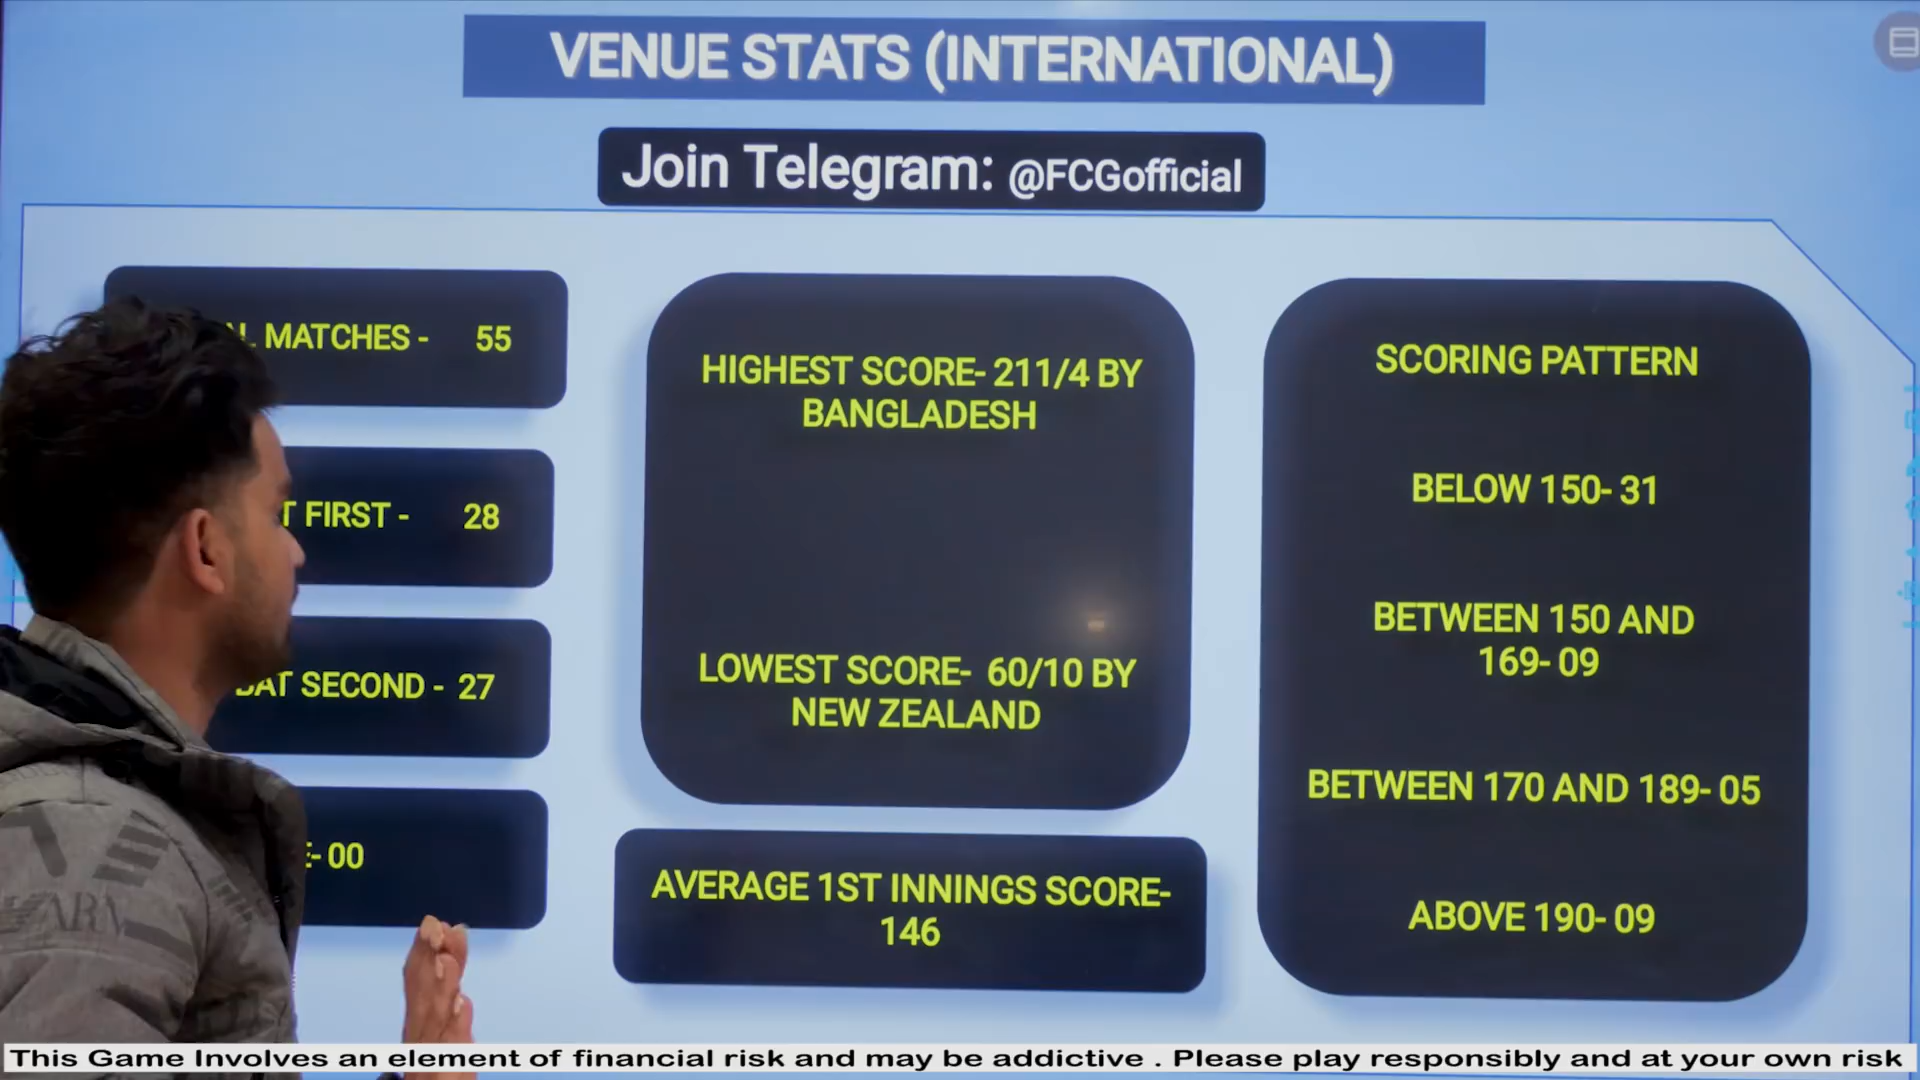 VENUE STATS (INTERNATIONAL)
Join Telegram: @FCGofficial
MATCHES - 55
FIRST - 28
BAT SECOND - 27
00
HIGHEST SCORE- 211/4 BY
BANGLADESH
LOWEST SCORE- 60/10 BY
NEW ZEALAND
AVERAGE 1ST INNINGS SCORE-
146
SCORING PATTERN
BELOW 150- 31
BETWEEN 150 AND
169- 09
BETWEEN 170 AND 189- 05
ABOVE 190- 09
This Game Involves an element of financial risk and may be addictive . Please play responsibly and at your own risk